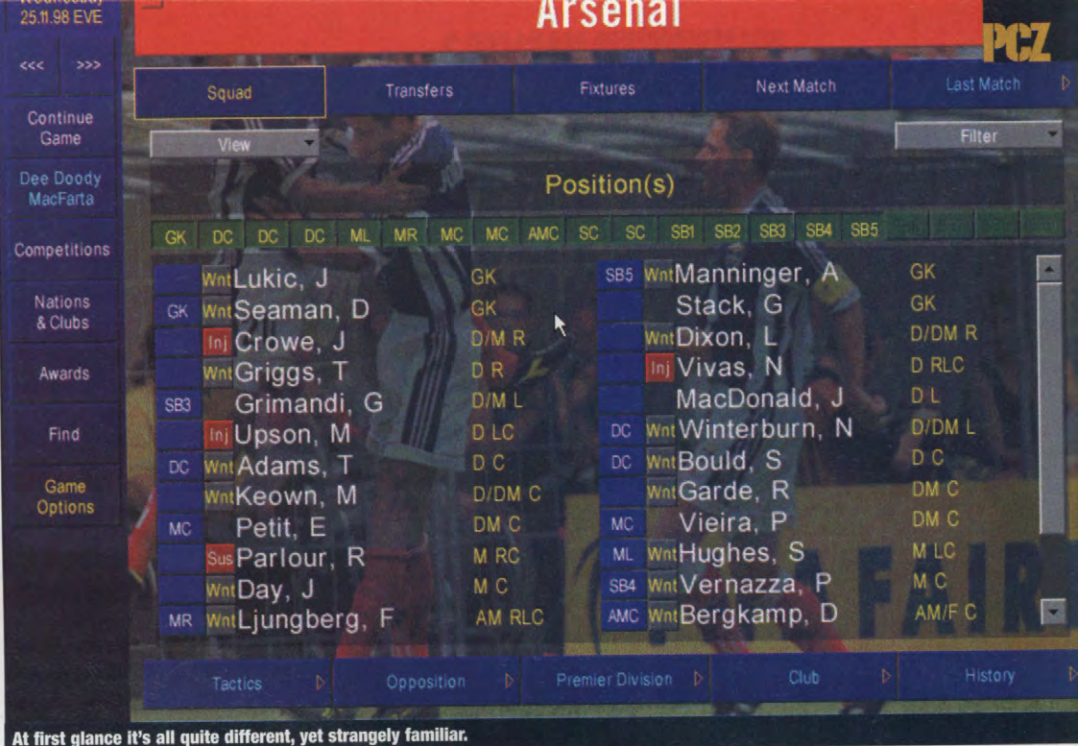 Wednesday
25.11.98 EVE
Arsenal
PCZ
<<< >>>
Squad Transfers Fixtures Next Match Last Match
Continue
Game
View Filter
Dee Doody
MacFarta
Position(s)
GK DC DC DC ML MR MC MC AMC SC SC SB1 SB2 SB3 SB4 SB5
Competitions
Nations
& Clubs
Awards
Find
Game
Options
Wnt Lukic, J GK
GK Wnt Seaman, D GK
Inj Crowe, J D/M R
Wnt Griggs, T D R
SB3 Grimandi, G D/M L
Inj Upson, M D LC
DC Wnt Adams, T D C
Wnt Keown, M D/DM C
MC Petit, E DM C
Sus Parlour, R M RC
Wnt Day, J M C
MR Wnt Ljungberg, F AM RLC
SB5 Wnt Manninger, A GK
Stack, G GK
Wnt Dixon, L D/DM R
Inj Vivas, N D RLC
MacDonald, J D L
DC Wnt Winterburn, N D/DM L
DC Wnt Bould, S D C
Wnt Garde, R DM C
MC Vieira, P DM C
ML Wnt Hughes, S M LC
SB4 Wnt Vernazza, P M C
AMC Wnt Bergkamp, D AM/F C
Tactics Opposition Premier Division Club History
At first glance it's all quite different, yet strangely familiar.